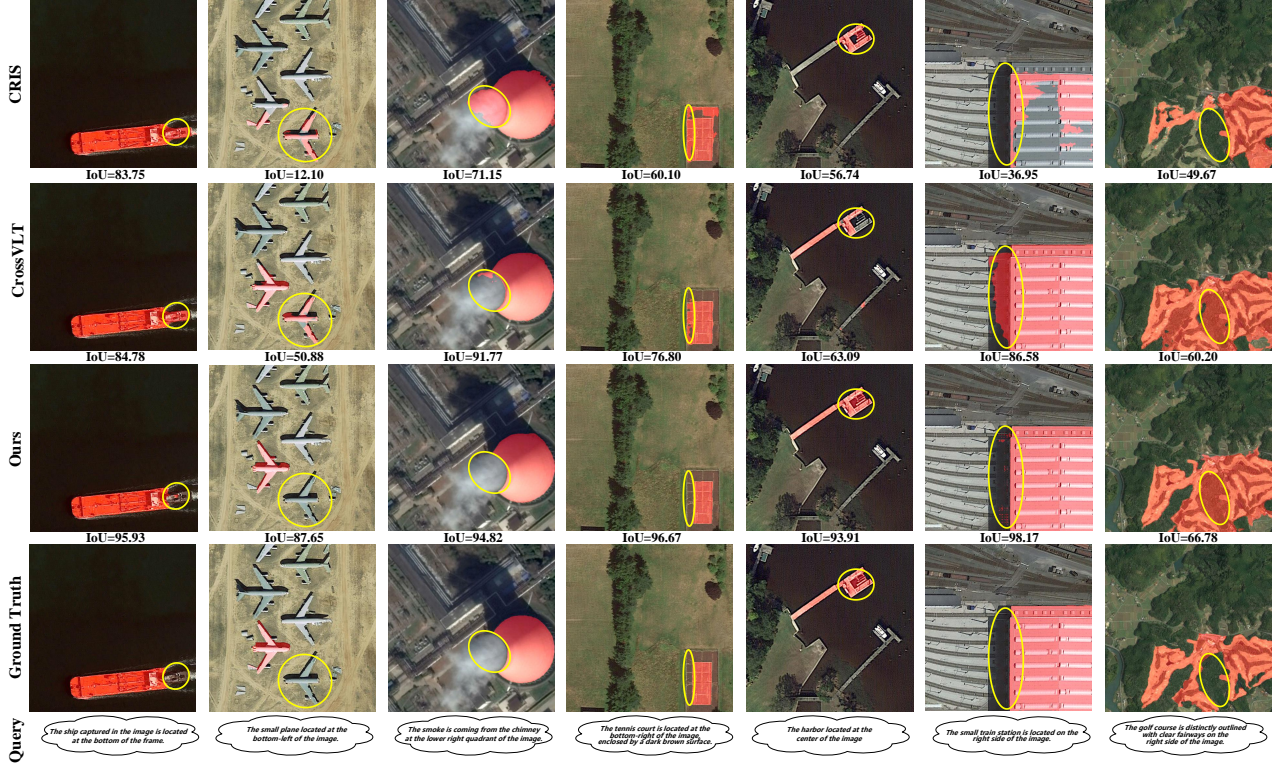 CRIS
IoU=83.75 IoU=12.10 IoU=71.15 IoU=60.10 IoU=56.74 IoU=36.95 IoU=49.67
CrossVLT
IoU=84.78 IoU=50.88 IoU=91.77 IoU=76.80 IoU=63.09 IoU=86.58 IoU=60.20
Ours
IoU=95.93 IoU=87.65 IoU=94.82 IoU=96.67 IoU=93.91 IoU=98.17 IoU=66.78
Ground Truth
Query
The ship captured in the image is located
at the bottom of the frame.
The small plane located at the
bottom-left of the image.
The smoke is coming from the chimney
at the lower right quadrant of the image.
The tennis court is located at the
bottom-right of the image,
enclosed by a dark brown surface.
The harbor located at the
center of the image
The small train station is located on the
right side of the image.
The golf course is distinctly outlined
with clear fairways on the
right side of the image.